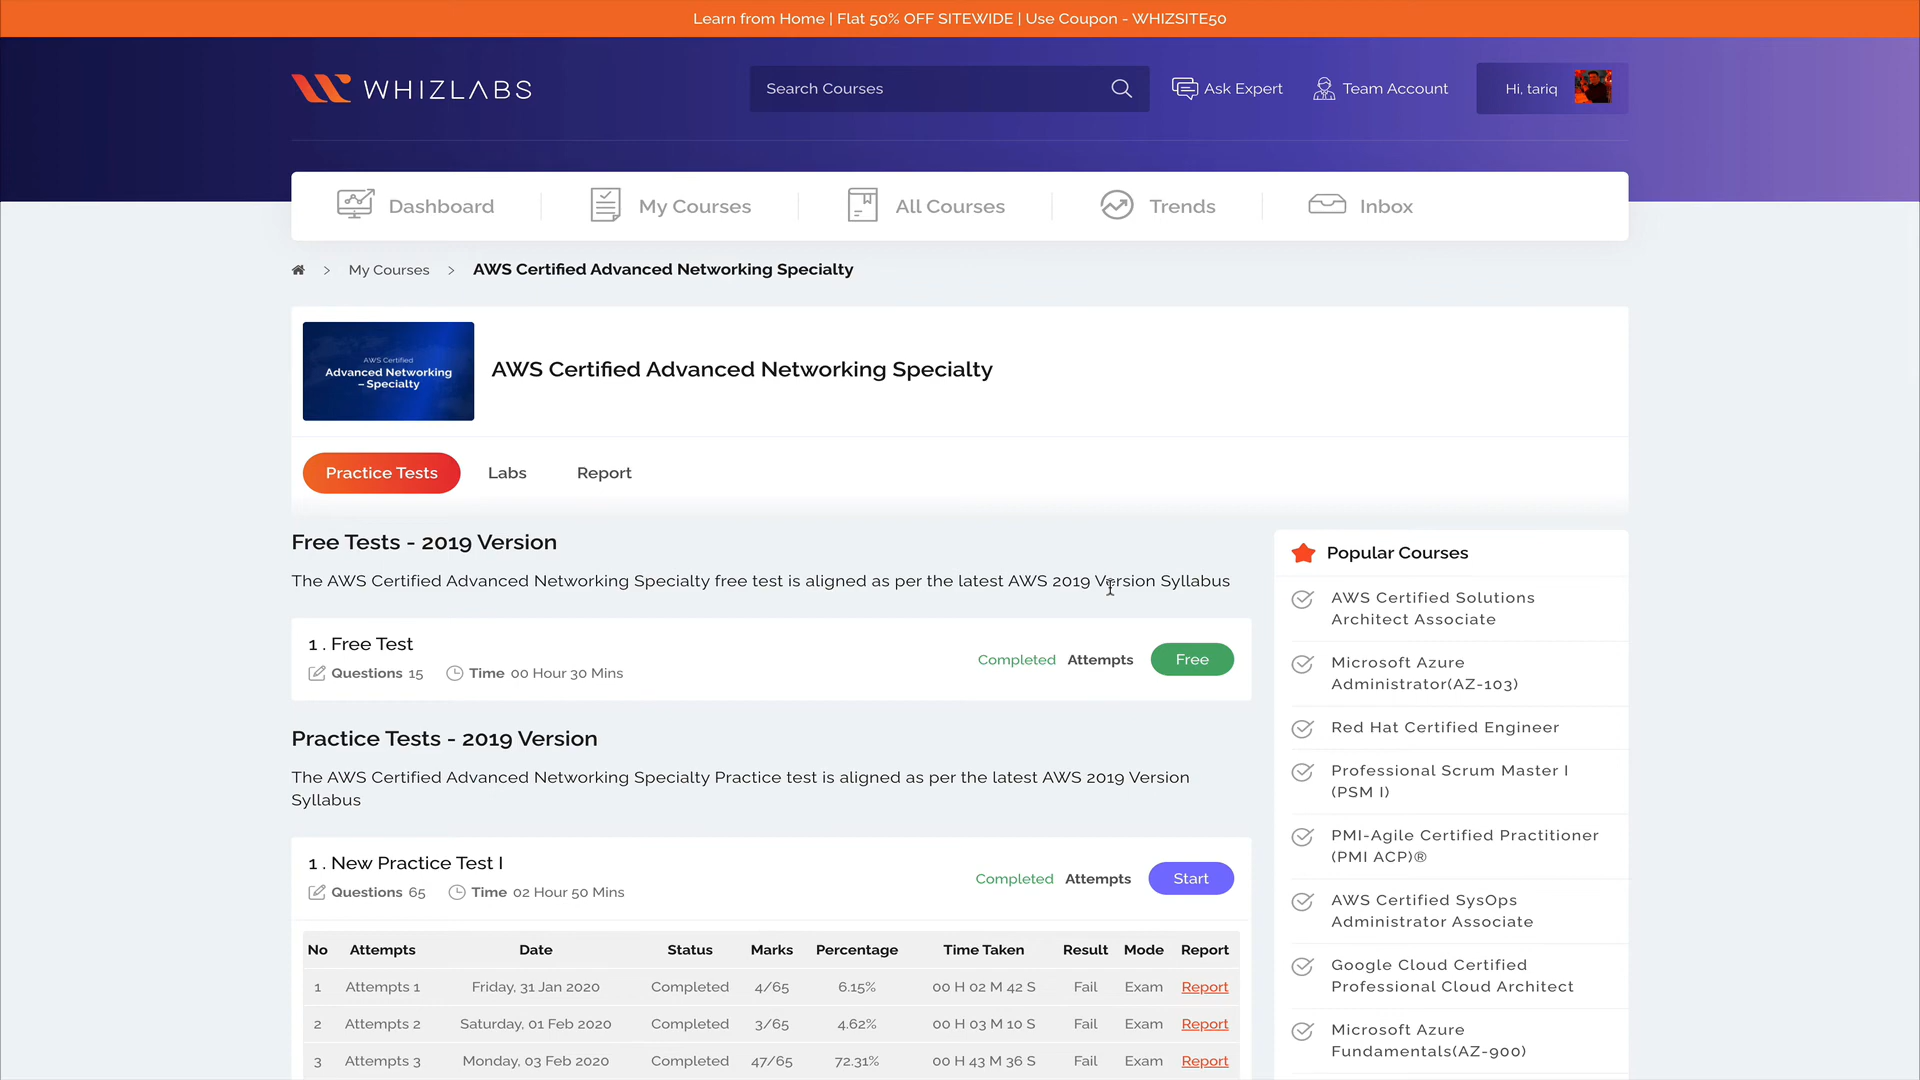 Learn from Home | Flat 50% OFF SITEWIDE | Use Coupon - WHIZSITE50
WHIZLABS
Search Courses
Ask Expert
Team Account
Hi, tariq
Dashboard
My Courses
All Courses
Trends
Inbox
> My Courses > AWS Certified Advanced Networking Specialty
AWS Certified
Advanced Networking
– Specialty
AWS Certified Advanced Networking Specialty
Practice Tests
Labs
Report
Free Tests - 2019 Version
The AWS Certified Advanced Networking Specialty free test is aligned as per the latest AWS 2019 Version Syllabus
1 . Free Test
Questions 15 Time 00 Hour 30 Mins
Completed Attempts Free
Practice Tests - 2019 Version
The AWS Certified Advanced Networking Specialty Practice test is aligned as per the latest AWS 2019 Version
Syllabus
1 . New Practice Test I
Questions 65 Time 02 Hour 50 Mins
Completed Attempts Start
No Attempts Date Status Marks Percentage Time Taken Result Mode Report
1 Attempts 1 Friday, 31 Jan 2020 Completed 4/65 6.15% 00 H 02 M 42 S Fail Exam Report
2 Attempts 2 Saturday, 01 Feb 2020 Completed 3/65 4.62% 00 H 03 M 10 S Fail Exam Report
3 Attempts 3 Monday, 03 Feb 2020 Completed 47/65 72.31% 00 H 43 M 36 S Fail Exam Report
Popular Courses
AWS Certified Solutions
Architect Associate
Microsoft Azure
Administrator(AZ-103)
Red Hat Certified Engineer
Professional Scrum Master I
(PSM I)
PMI-Agile Certified Practitioner
(PMI ACP)®
AWS Certified SysOps
Administrator Associate
Google Cloud Certified
Professional Cloud Architect
Microsoft Azure
Fundamentals(AZ-900)